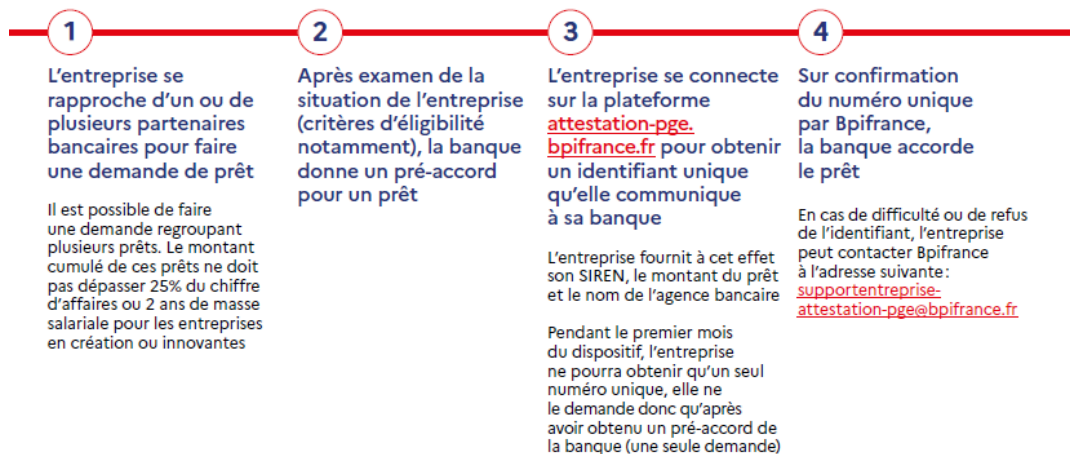 1
L'entreprise se
rapproche d'un ou de
plusieurs partenaires
bancaires pour faire
une demande de prêt
Il est possible de faire
une demande regroupant
plusieurs prêts. Le montant
cumulé de ces prêts ne doit
pas dépasser 25% du chiffre
d'affaires ou 2 ans de masse
salariale pour les entreprises
en création ou innovantes
2
Après examen de la
situation de l'entreprise
(critères d'éligibilité
notamment), la banque
donne un pré-accord
pour un prêt
3
L'entreprise se connecte
sur la plateforme
attestation-pge.
bpifrance.fr pour obtenir
un identifiant unique
qu'elle communique
à sa banque
L'entreprise fournit à cet effet
son SIREN, le montant du prêt
et le nom de l'agence bancaire
Pendant le premier mois
du dispositif, l'entreprise
ne pourra obtenir qu'un seul
numéro unique, elle ne
le demande donc qu'après
avoir obtenu un pré-accord de
la banque (une seule demande)
4
Sur confirmation
du numéro unique
par Bpifrance,
la banque accorde
le prêt
En cas de difficulté ou de refus
de l'identifiant, l'entreprise
peut contacter Bpifrance
à l'adresse suivante :
supportentreprise-
attestation-pge@bpifrance.fr